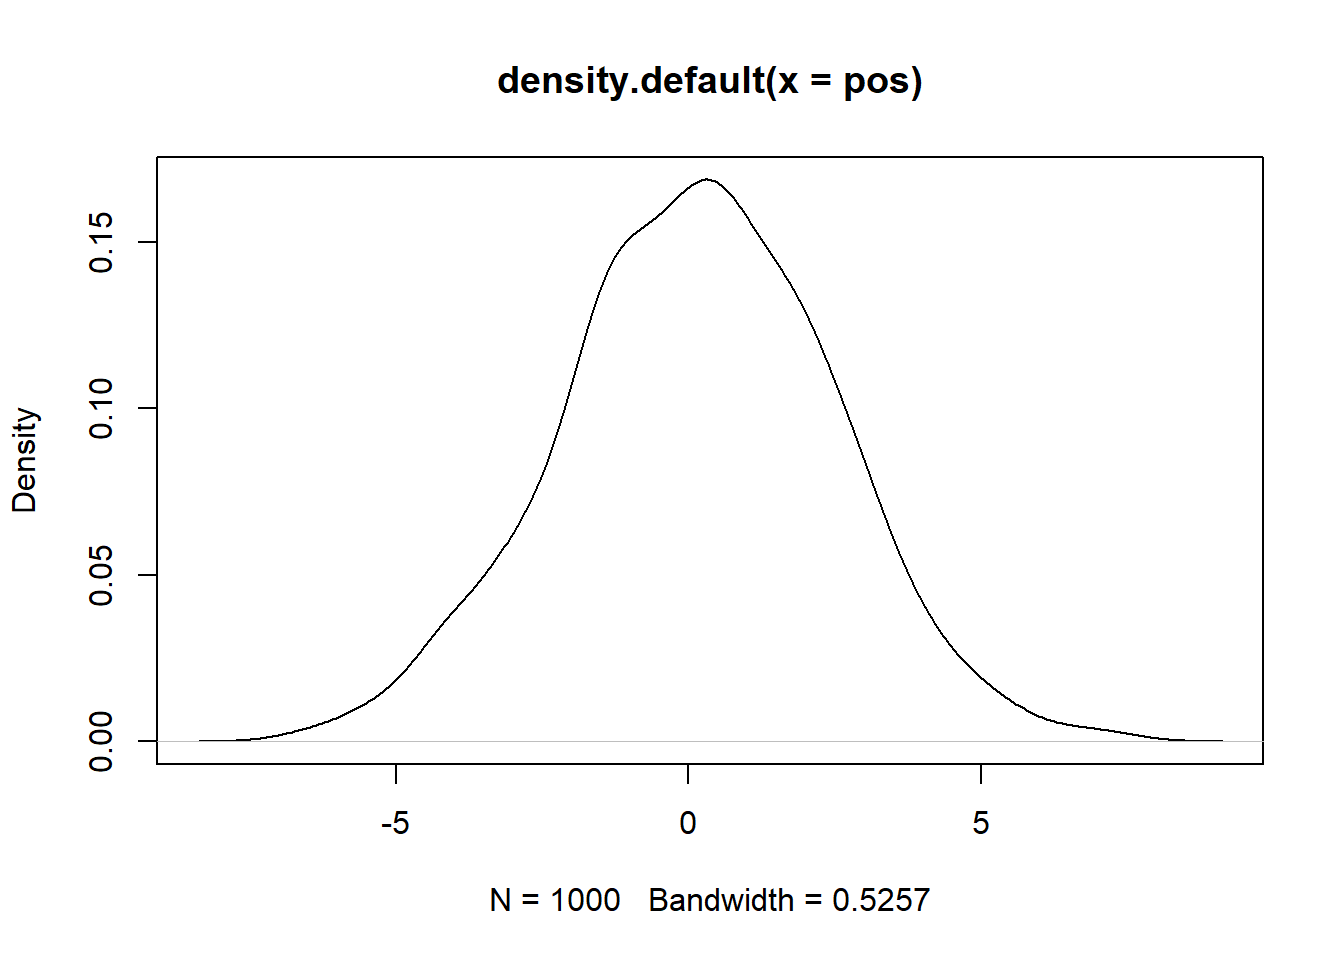 density.default(x = pos)
Density
0.15
0.10
0.05
0.00
-5 0 5
N = 1000 Bandwidth = 0.5257